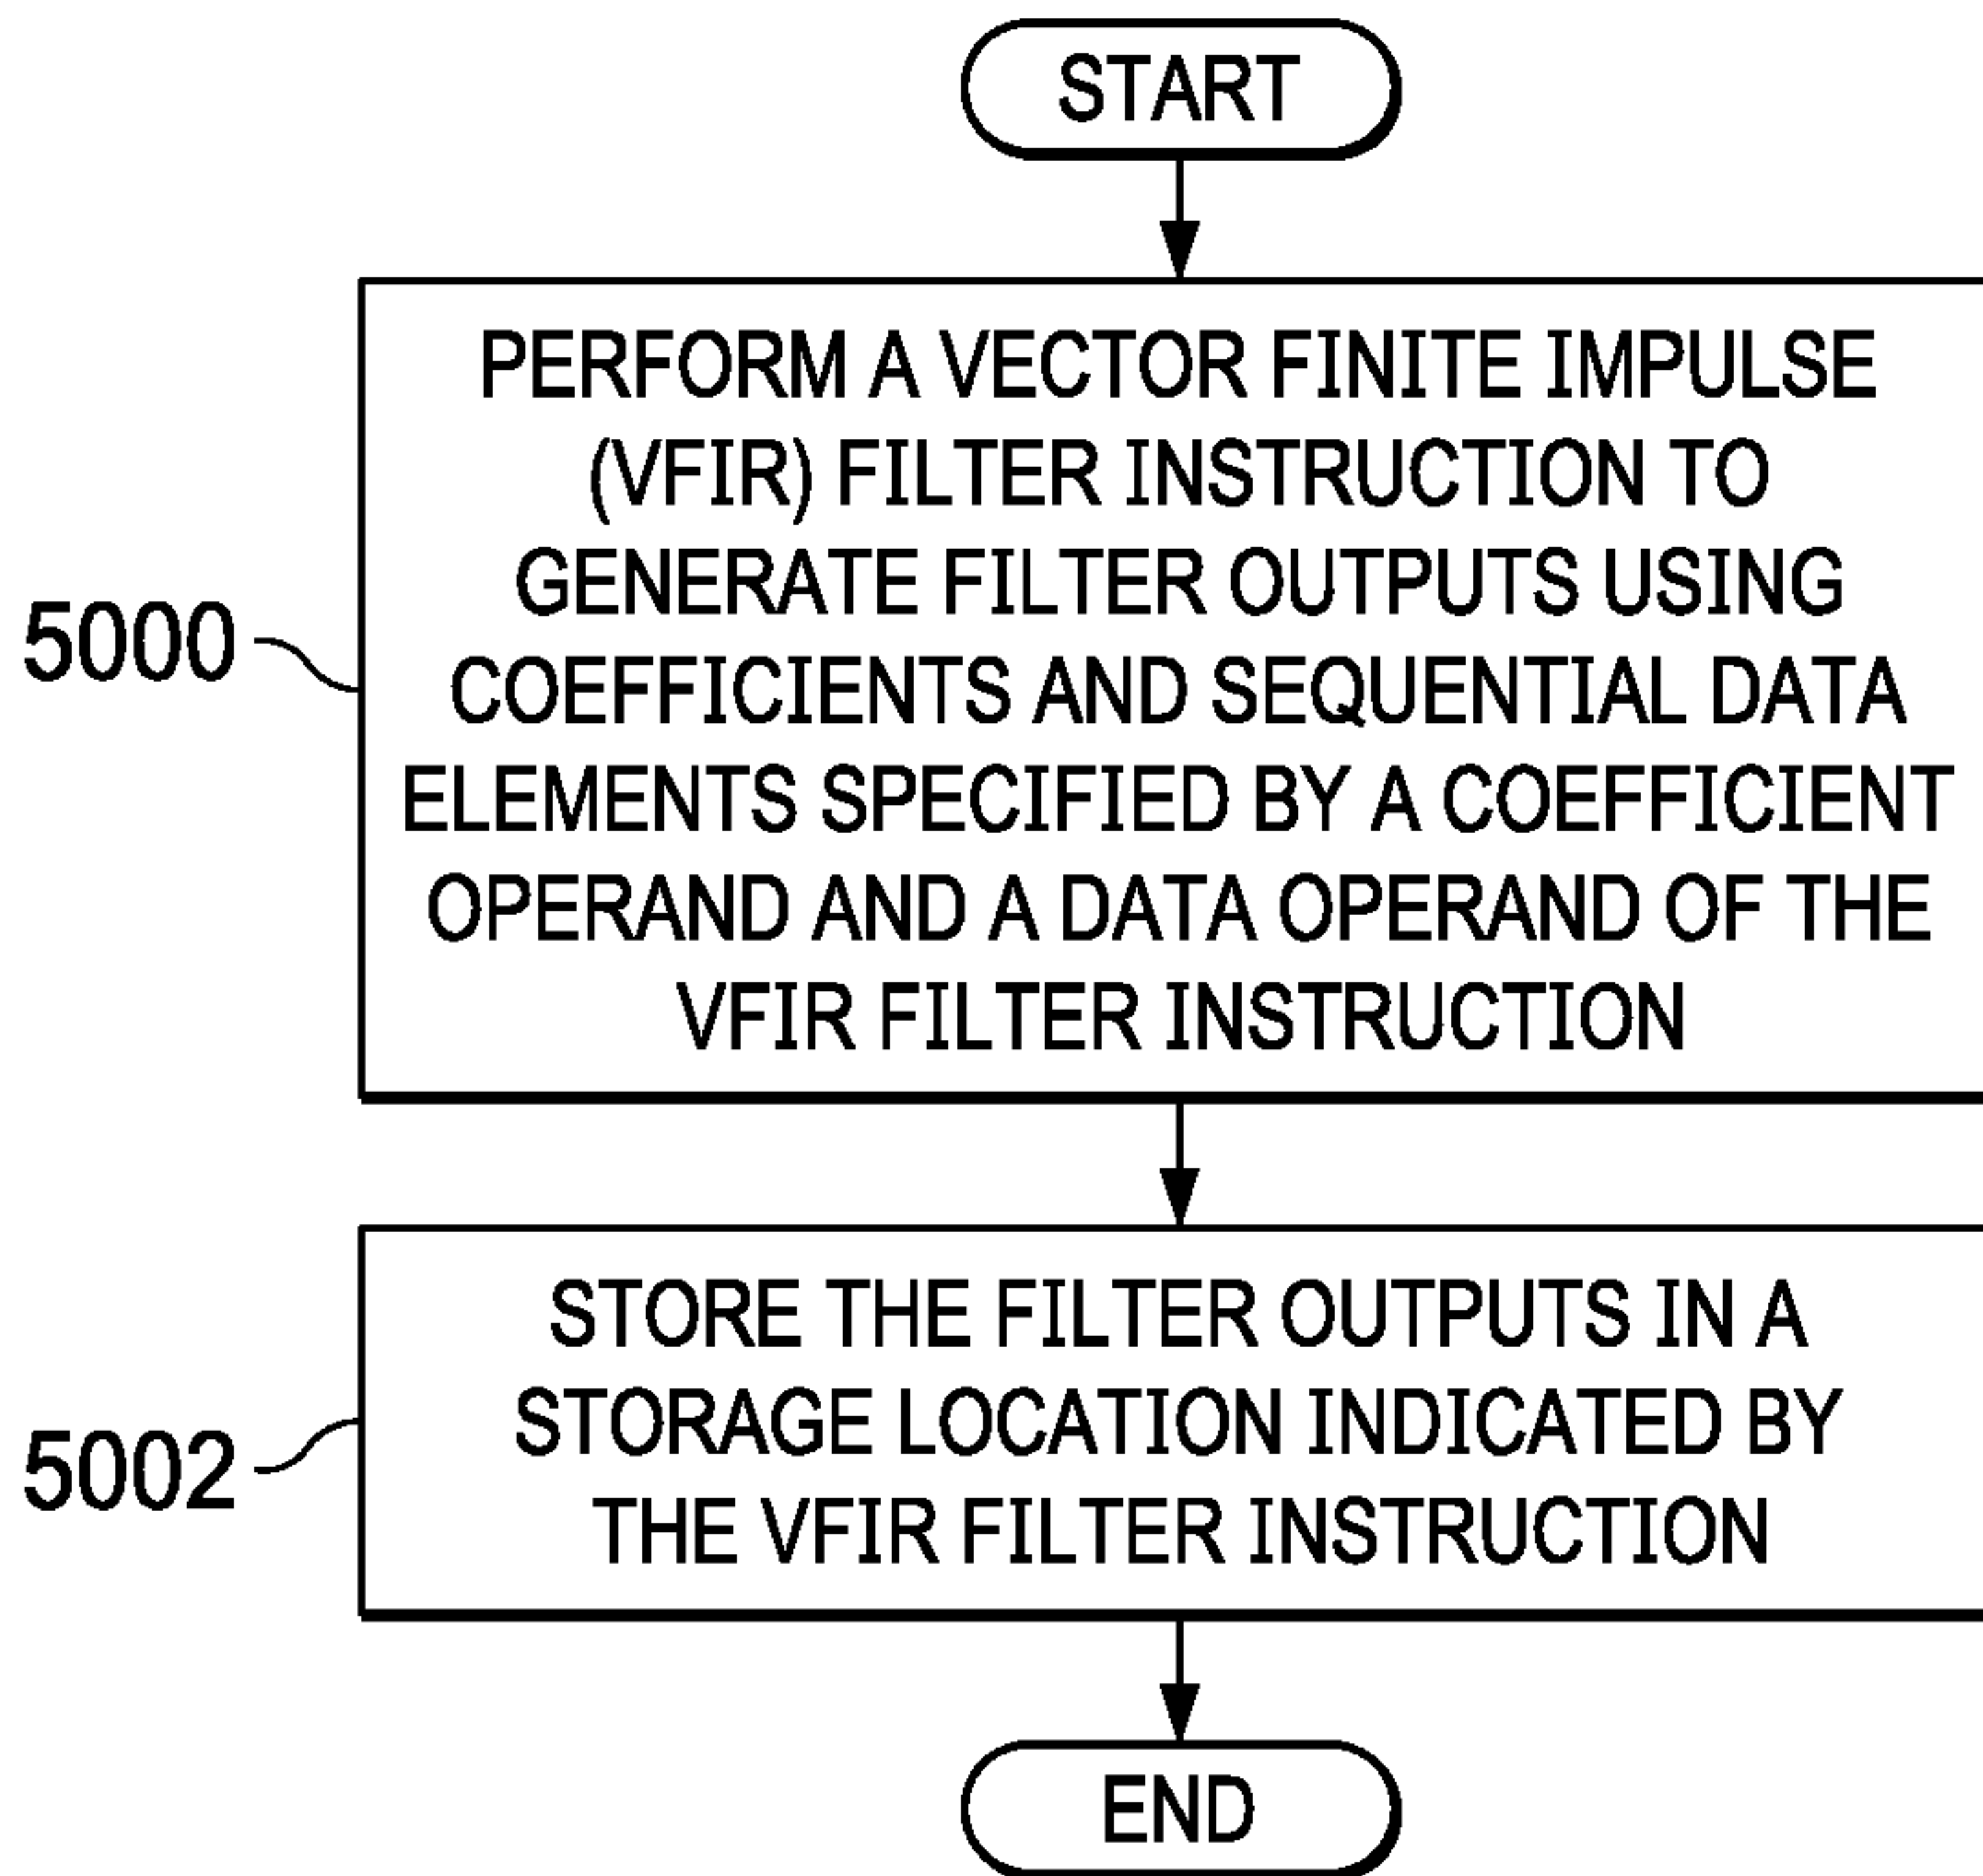 START
PERFORM A VECTOR FINITE IMPULSE
(VFIR) FILTER INSTRUCTION TO
GENERATE FILTER OUTPUTS USING
5000
COEFFICIENTS AND SEQUENTIAL DATA
ELEMENTS SPECIFIED BY A COEFFICIENT
OPERAND AND A DATA OPERAND OF THE
VFIR FILTER INSTRUCTION
STORE THE FILTER OUTPUTS IN A
STORAGE LOCATION INDICATED BY
5002
THE VFIR FILTER INSTRUCTION
END